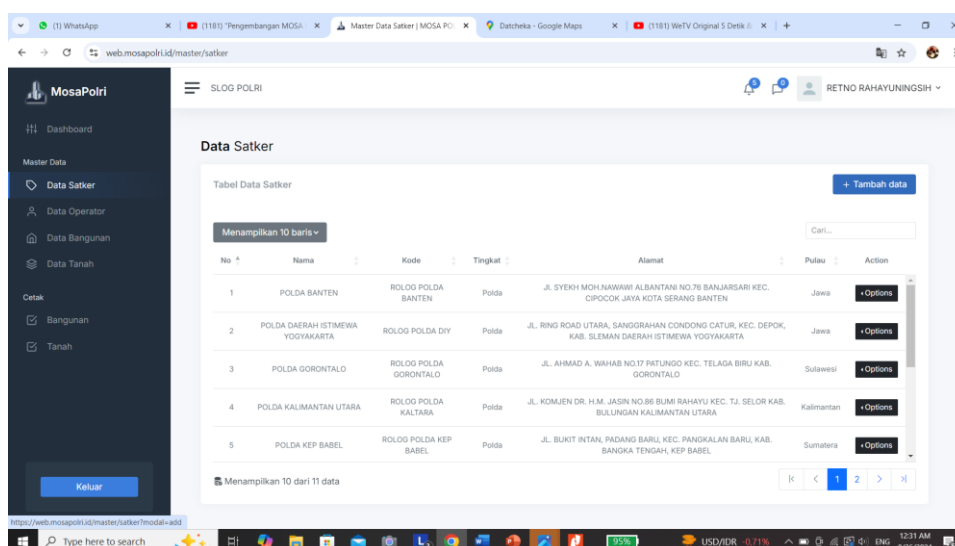 (1) WhatsApp
(1181) "Pengembangan MOSA
Master Data Satker | MOSA PO
Datcheka - Google Maps
(1181) WeTV Original 5 Detik
web.mosapolri.id/master/satker
MosaPolri
SLOG POLRI
RETNO RAHAYUNINGSIH
Dashboard
Master Data
Data Satker
Data Operator
Data Bangunan
Data Tanah
Cetak
Bangunan
Tanah
Keluar
Data Satker
Tabel Data Satker
+ Tambah data
Menampilkan 10 baris
Cari...
No Nama Kode Tingkat Alamat Pulau Action
1 POLDA BANTEN ROLOG POLDA BANTEN Polda Jl. SYEKH MOH.NAWAWI ALBANTANI NO.76 BANJARSARI KEC. CIPOCOK JAYA KOTA SERANG BANTEN Jawa Options
2 POLDA DAERAH ISTIMEWA YOGYAKARTA ROLOG POLDA DIY Polda JL. RING ROAD UTARA, SANGGRAHAN CONDONG CATUR, KEC. DEPOK, KAB. SLEMAN DAERAH ISTIMEWA YOGYAKARTA Jawa Options
3 POLDA GORONTALO ROLOG POLDA GORONTALO Polda JL. AHMAD A. WAHAB NO.17 PATUNGO KEC. TELAGA BIRU KAB. GORONTALO Sulawesi Options
4 POLDA KALIMANTAN UTARA ROLOG POLDA KALTARA Polda JL. KOMJEN DR. H.M. JASIN NO.86 BUMI RAHAYU KEC. TJ. SELOR KAB. BULUNGAN KALIMANTAN UTARA Kalimantan Options
5 POLDA KEP BABEL ROLOG POLDA KEP BABEL Polda JL. BUKIT INTAN, PADANG BARU, KEC. PANGKALAN BARU, KAB. BANGKA TENGAH, KEP BABEL Sumatera Options
Menampilkan 10 dari 11 data
1 2
https://web.mosapolri.id/master/satker?modal=add
Type here to search
95%
USD/IDR -0,71%
ENG
12:31 AM